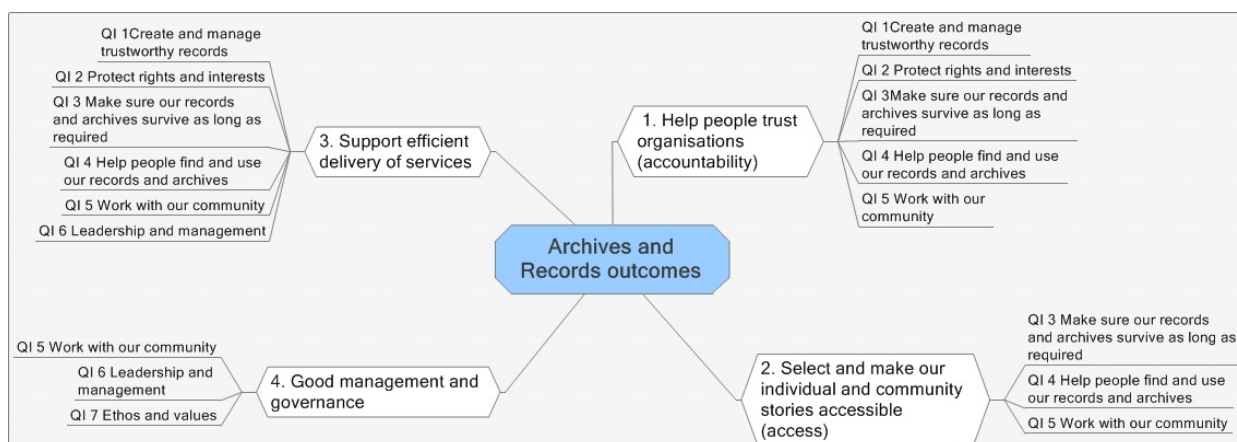 Archives and
Records outcomes
1. Help people trust
organisations
(accountability)
QI 1Create and manage
trustworthy records
QI 2 Protect rights and interests
QI 3Make sure our records
and archives survive as long as
required
QI 4 Help people find and use
our records and archives
QI 5 Work with our
community
2. Select and make our
individual and community
stories accessible
(access)
QI 3 Make sure our records
and archives survive as long as
required
QI 4 Help people find and use
our records and archives
QI 5 Work with our community
3. Support efficient
delivery of services
QI 1Create and manage
trustworthy records
QI 2 Protect rights and interests
QI 3 Make sure our records
and archives survive as long as
required
QI 4 Help people find and use
our records and archives
QI 5 Work with our community
QI 6 Leadership and management
4. Good management and
governance
QI 5 Work with our community
QI 6 Leadership and
management
QI 7 Ethos and values